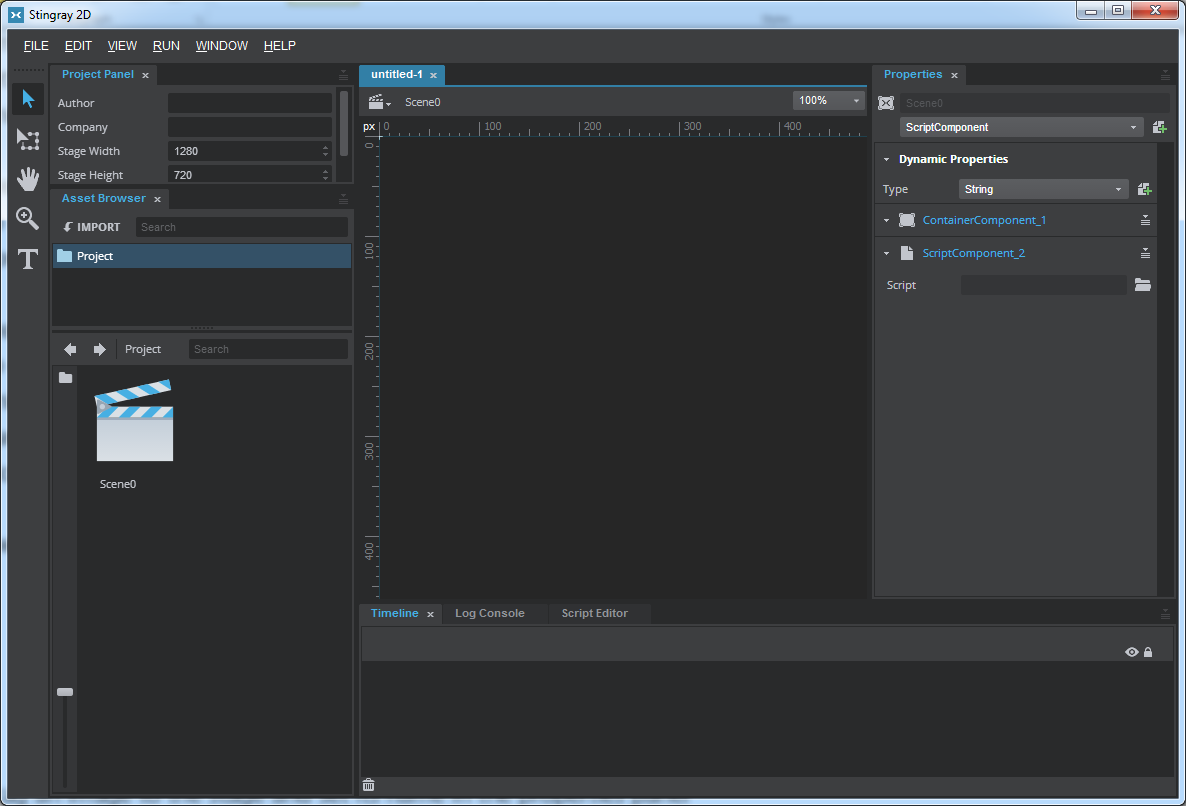 Stingray 2D
FILE EDIT VIEW RUN WINDOW HELP
Project Panel
Author
Company
Stage Width 1280
Stage Height 720
Asset Browser
IMPORT Search
Project
Project Search
Scene0
untitled-1
Scene0 100%
px 0 100 200 300 400
0
100
200
300
400
Properties
Scene0
ScriptComponent
Dynamic Properties
Type String
ContainerComponent_1
ScriptComponent_2
Script
Timeline Log Console Script Editor